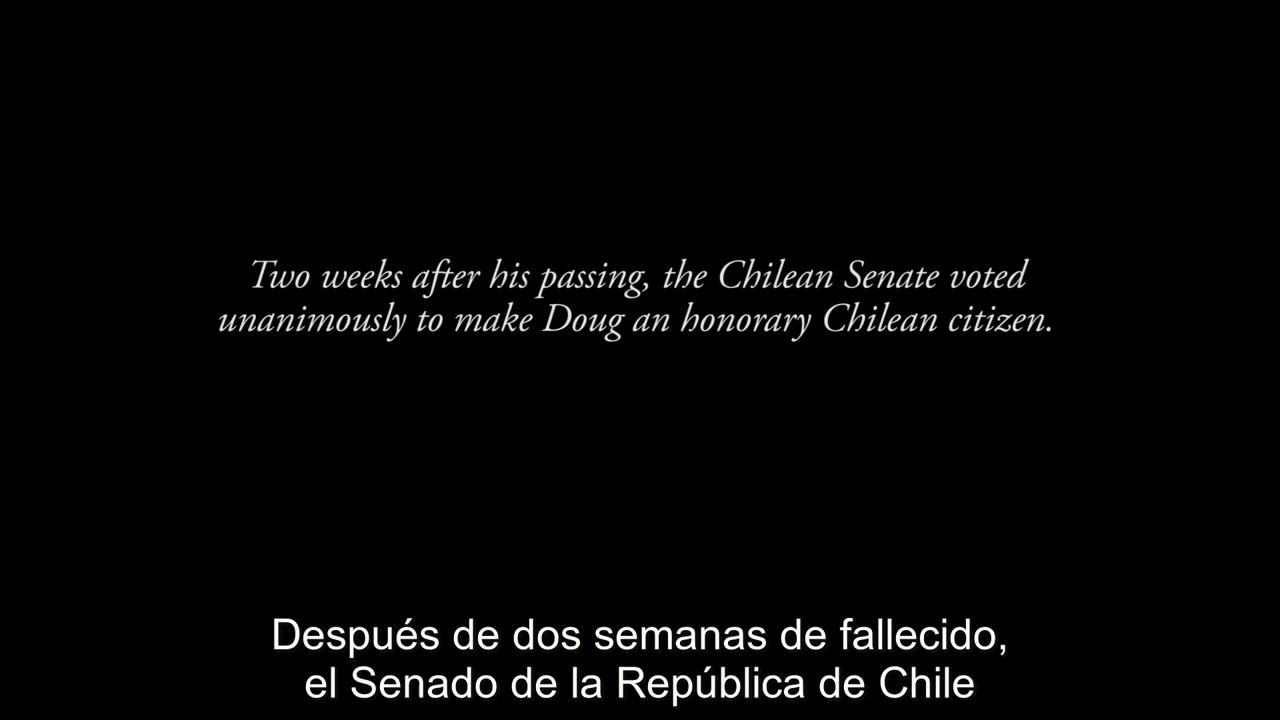 Two weeks after his passing, the Chilean Senate voted
unanimously to make Doug an honorary Chilean citizen.
Después de dos semanas de fallecido,
el Senado de la República de Chile